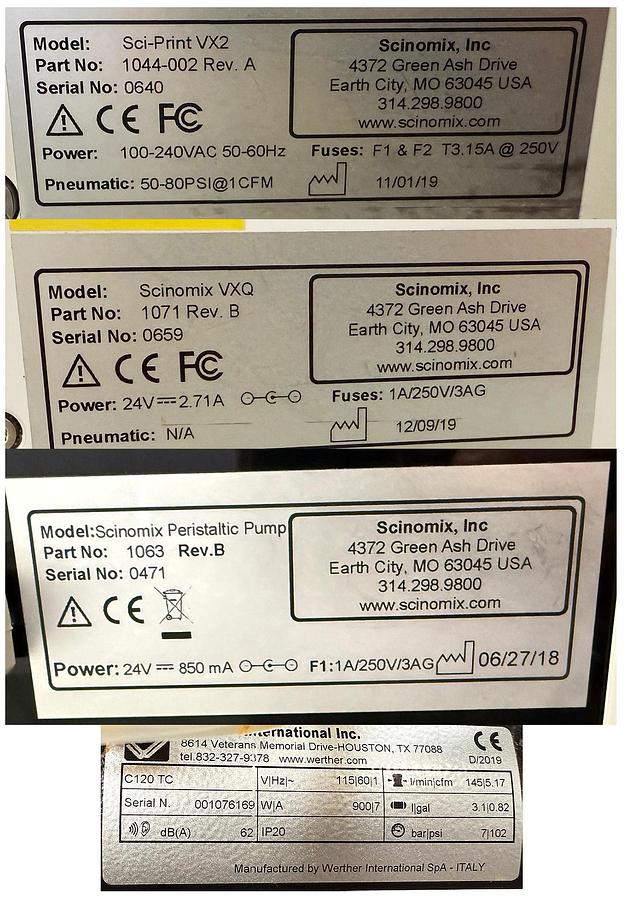 Model: Sci-Print VX2
Part No: 1044-002 Rev. A
Serial No: 0640
CE FC
Scinomix, Inc
4372 Green Ash Drive
Earth City, MO 63045 USA
314.298.9800
www.scinomix.com
Power: 100-240VAC 50-60Hz Fuses: F1 & F2 T3.15A @ 250V
Pneumatic: 50-80PSI@1CFM 11/01/19
Model: Scinomix VXQ
Part No: 1071 Rev. B
Serial No: 0659
CE FC
Scinomix, Inc
4372 Green Ash Drive
Earth City, MO 63045 USA
314.298.9800
www.scinomix.com
Power: 24V⎓2.71A Fuses: 1A/250V/3AG
Pneumatic: N/A 12/09/19
Model:Scinomix Peristaltic Pump
Part No: 1063 Rev.B
Serial No: 0471
CE
Scinomix, Inc
4372 Green Ash Drive
Earth City, MO 63045 USA
314.298.9800
www.scinomix.com
Power: 24V ⎓ 850 mA F1:1A/250V/3AG 06/27/18
International Inc.
8614 Veterans Memorial Drive-HOUSTON, TX 77088
tel.832-327-9378 www.werther.com
CE
D/2019
C120 TC V|Hz|~ 115|60|1 l/min|cfm 145|5.17
Serial N. 001076169 W|A 900|7 l|gal 3.1|0.82
dB(A) 62 IP20 bar|psi 7|102
Manufactured by Werther International SpA - ITALY